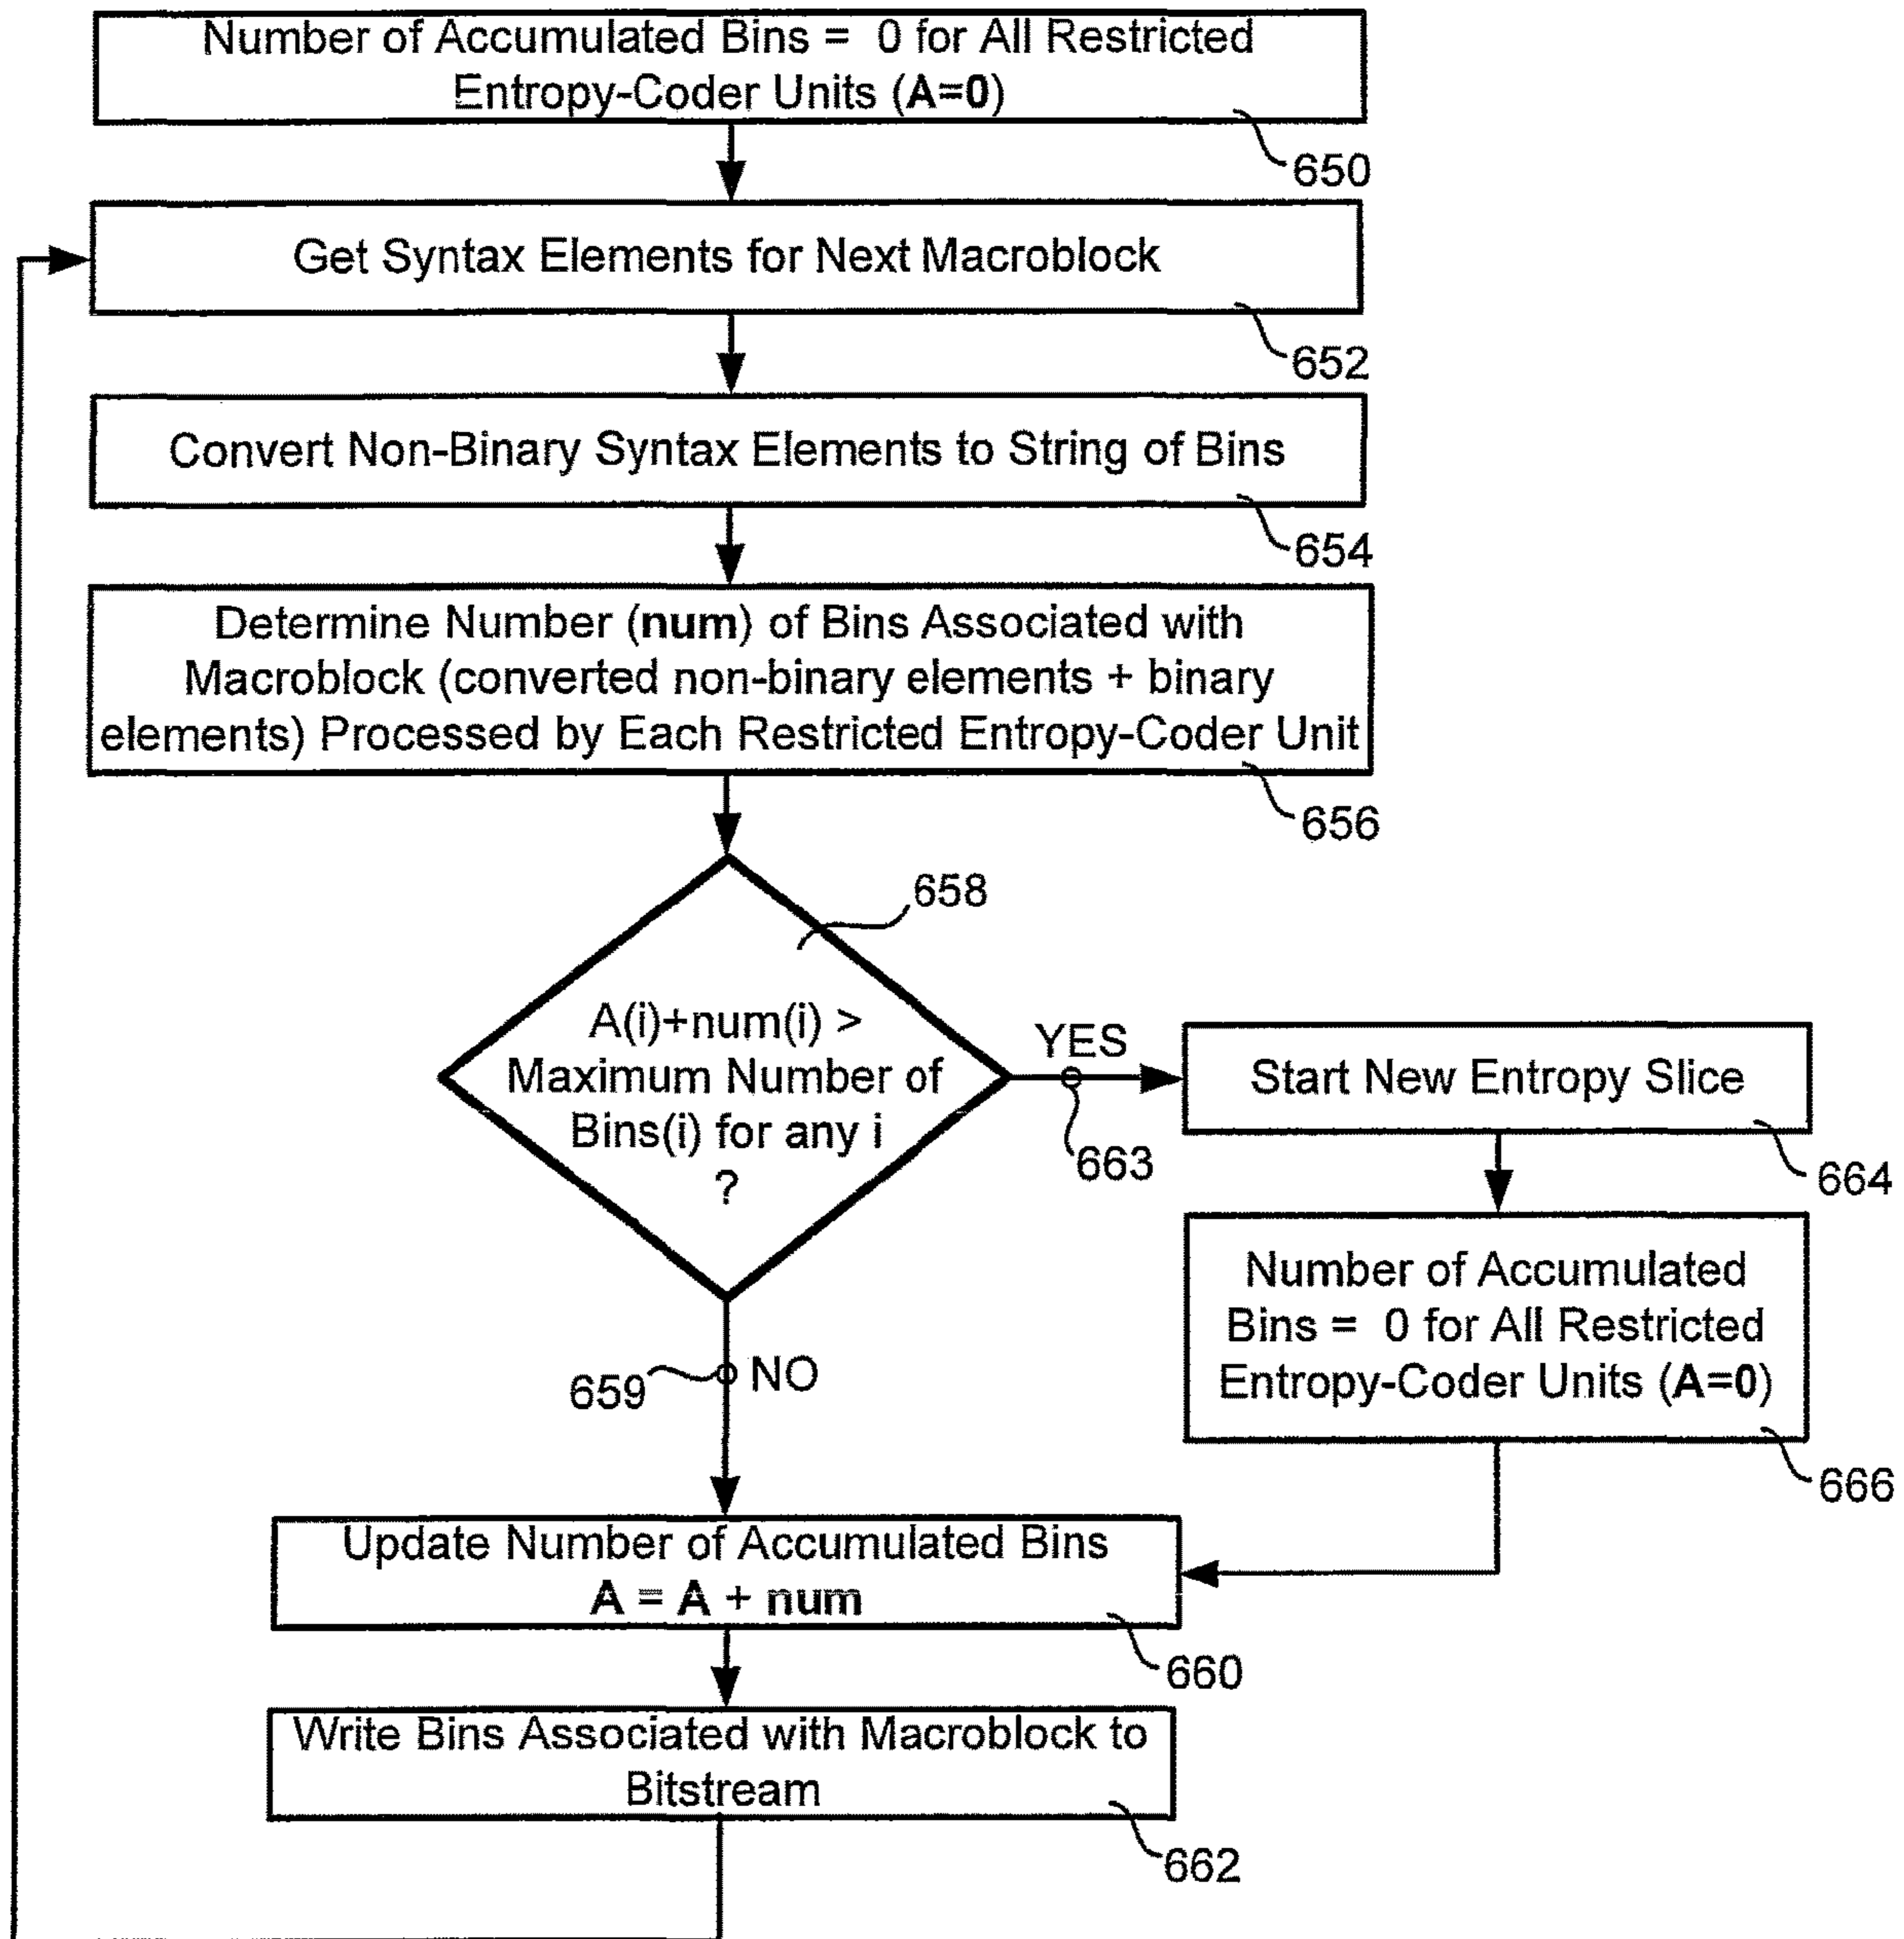 Number of Accumulated Bins = 0 for All Restricted
Entropy-Coder Units (A=0)
650
Get Syntax Elements for Next Macroblock
652
Convert Non-Binary Syntax Elements to String of Bins
654
Determine Number (num) of Bins Associated with
Macroblock (converted non-binary elements + binary
elements) Processed by Each Restricted Entropy-Coder Unit
656
658
A(i)+num(i) >
Maximum Number of
Bins(i) for any i
?
YES
663
Start New Entropy Slice
664
Number of Accumulated
Bins = 0 for All Restricted
Entropy-Coder Units (A=0)
666
659
NO
Update Number of Accumulated Bins
A = A + num
660
Write Bins Associated with Macroblock to
Bitstream
662